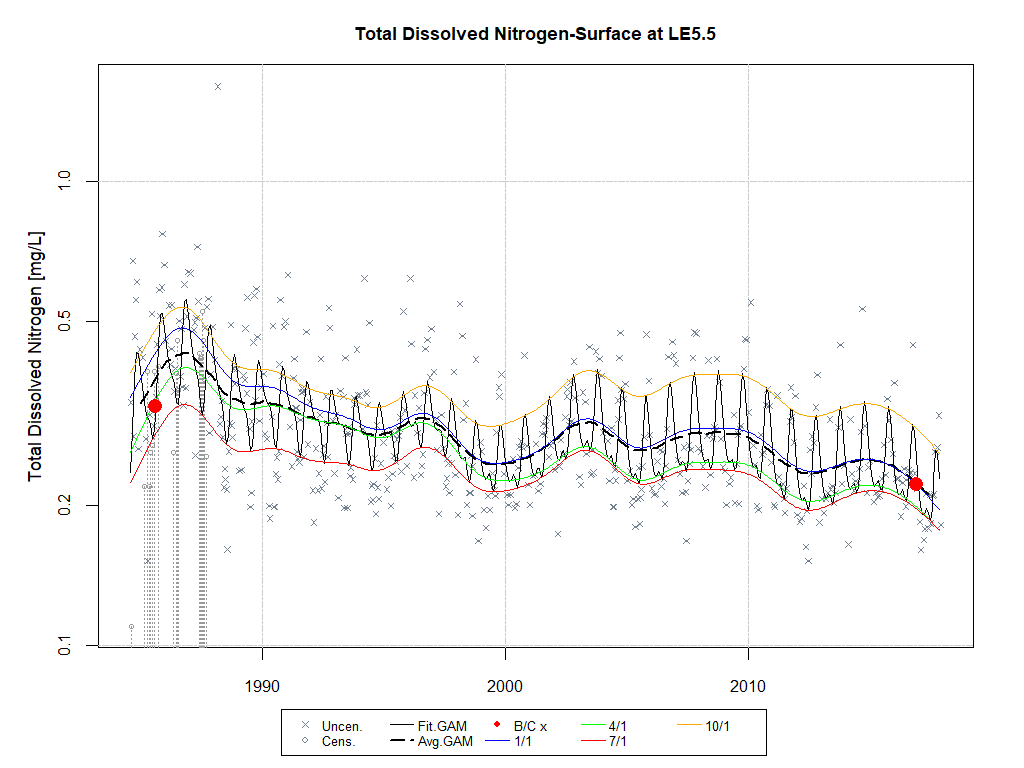 Total Dissolved Nitrogen-Surface at LE5.5
Total Dissolved Nitrogen [mg/L]
1.0
0.5
0.2
0.1
1990 2000 2010
Uncen. Fit.GAM B/C x 4/1 10/1
Cens. Avg.GAM 1/1 7/1